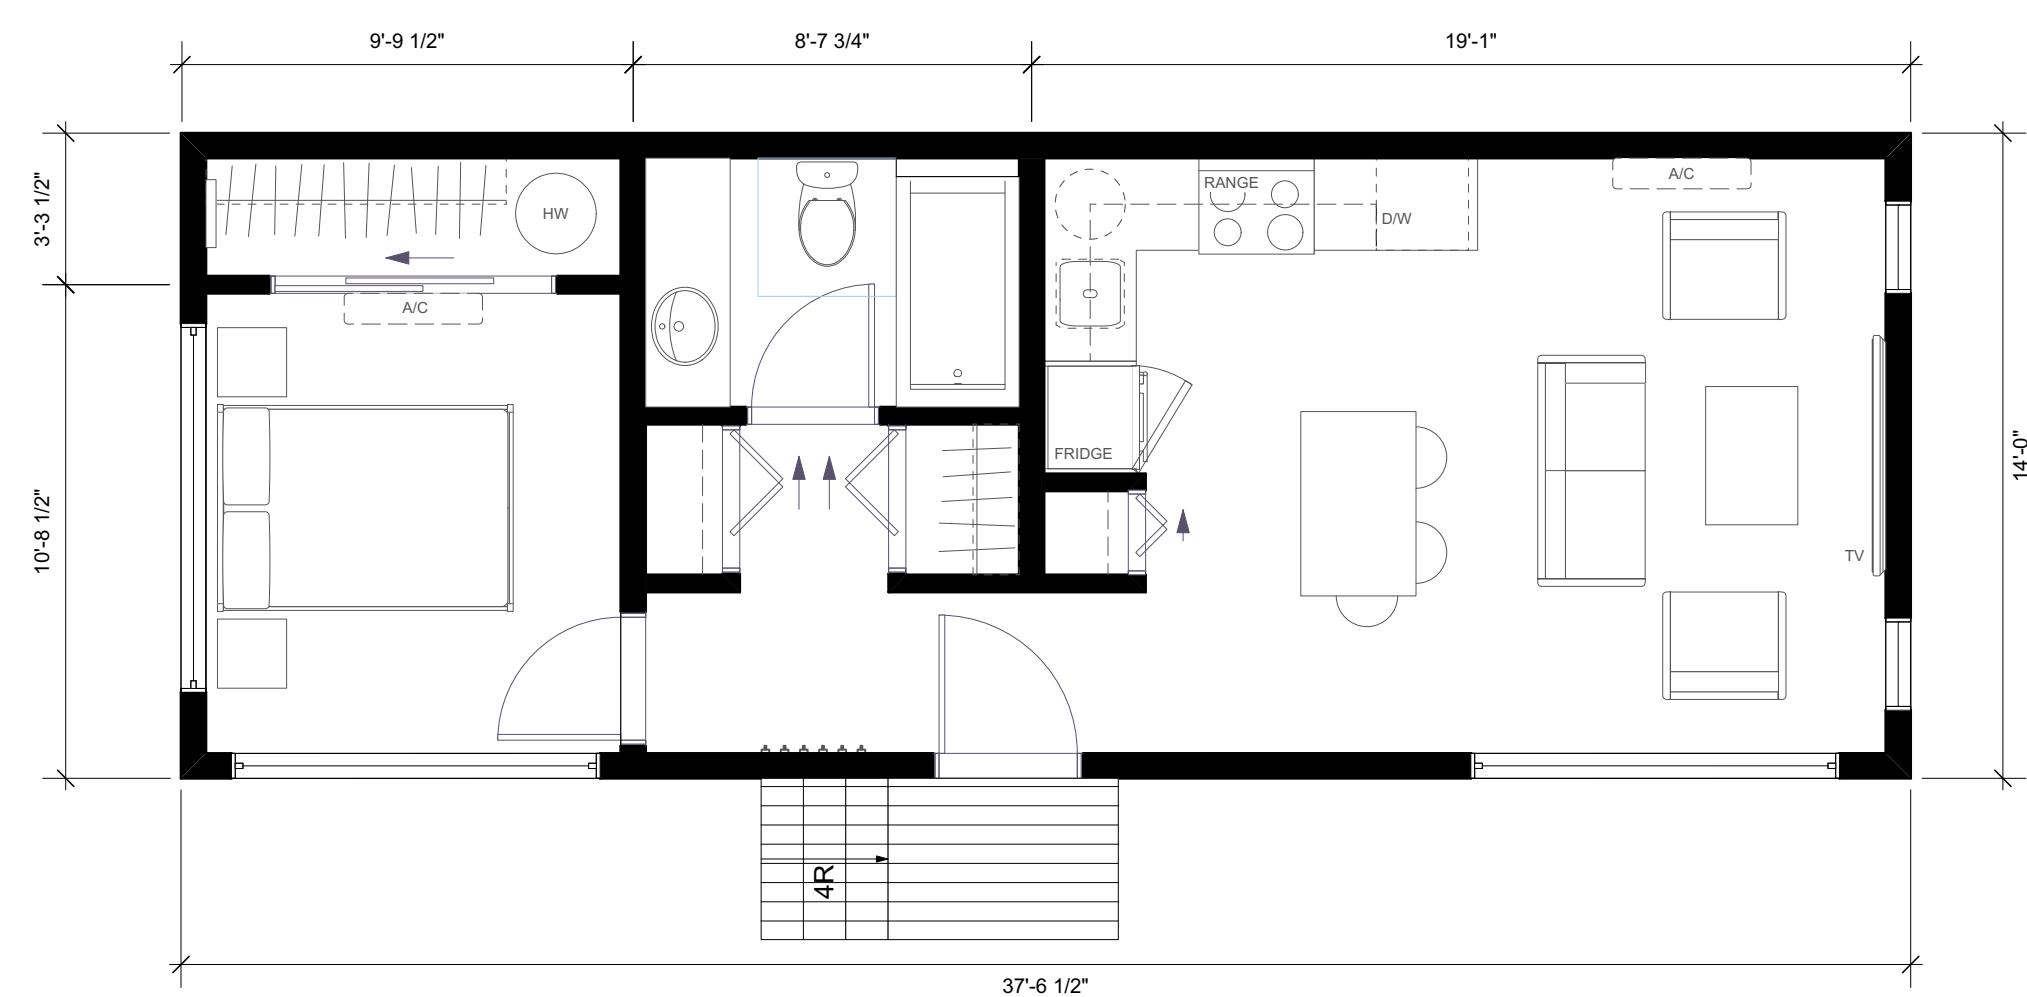 9'-9 1/2"
8'-7 3/4"
19'-1"
3'-3 1/2"
10'-8 1/2"
14'-0"
HW
A/C
RANGE
D/W
A/C
FRIDGE
TV
4R
37'-6 1/2"